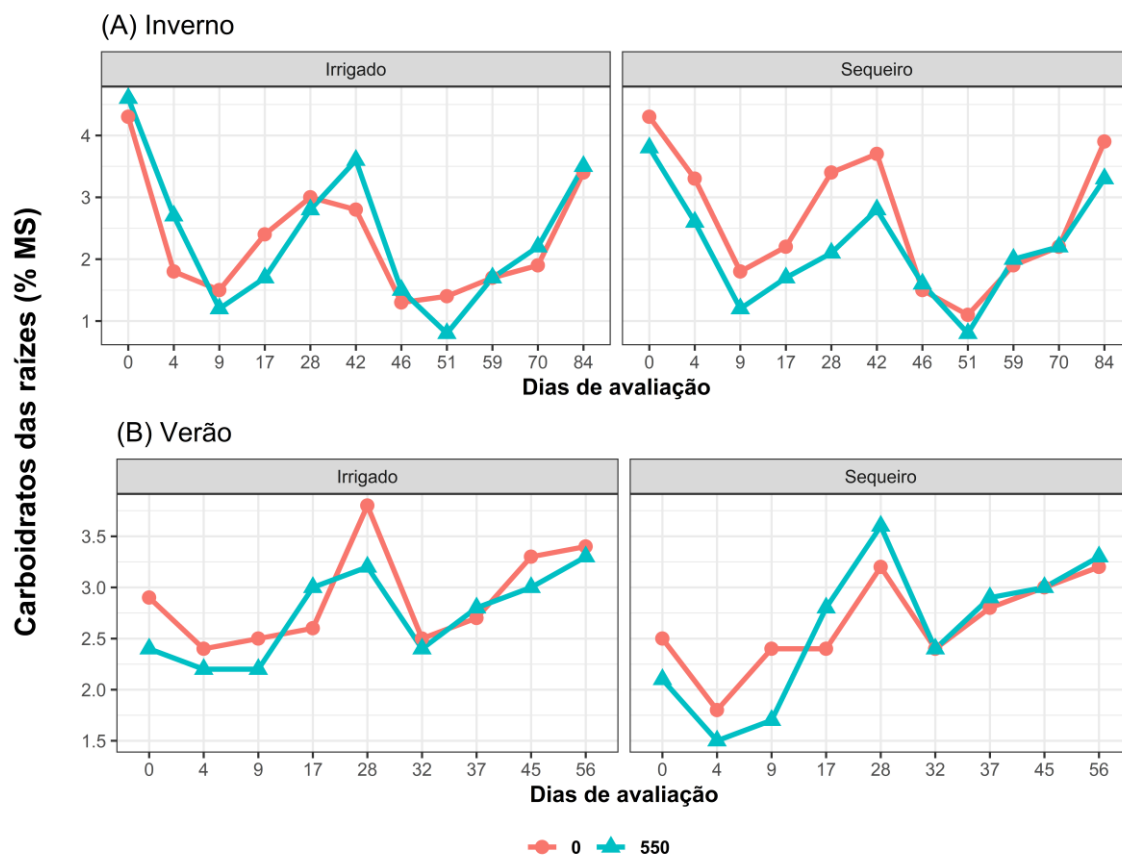 (A) Inverno
Irrigado Sequeiro
4
3
2
1
0 4 9 17 28 42 46 51 59 70 84 0 4 9 17 28 42 46 51 59 70 84
Dias de avaliação
Carboidratos das raízes (% MS)
(B) Verão
Irrigado Sequeiro
3.5
3.0
2.5
2.0
1.5
0 4 9 17 28 32 37 45 56 0 4 9 17 28 32 37 45 56
Dias de avaliação
0 550